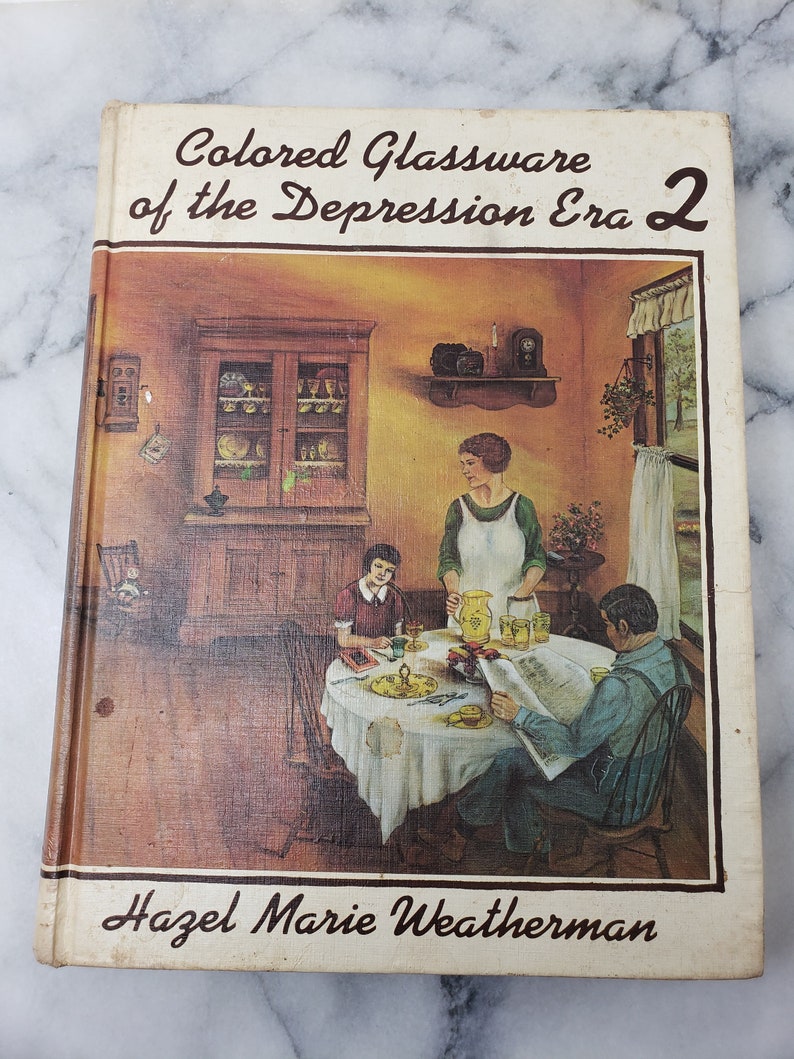 Colored Glassware
of the Depression Era 2
Hazel Marie Weatherman